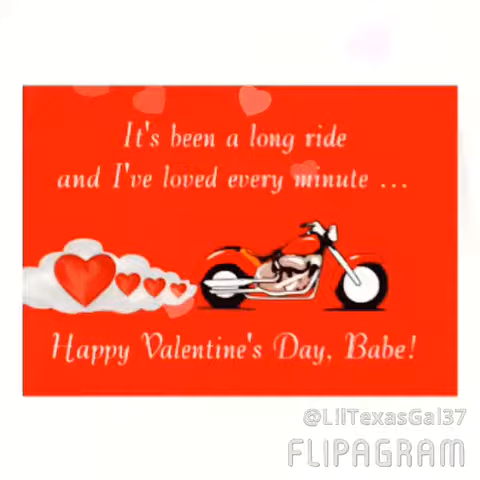 It's been a long ride
and I've loved every minute ...
Happy Valentine's Day, Babe!
@LilTexasGal37
FLIPAGRAM